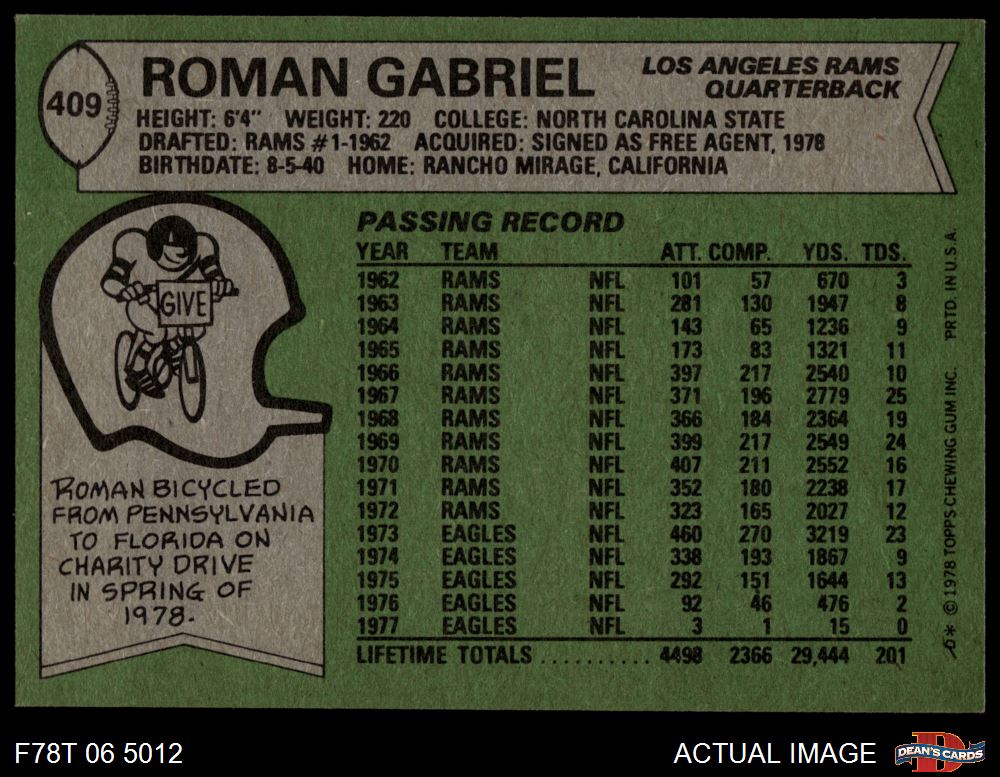 409
ROMAN GABRIEL
LOS ANGELES RAMS
QUARTERBACK
HEIGHT: 6'4" WEIGHT: 220 COLLEGE: NORTH CAROLINA STATE
DRAFTED: RAMS #1-1962 ACQUIRED: SIGNED AS FREE AGENT, 1978
BIRTHDATE: 8-5-40 HOME: RANCHO MIRAGE, CALIFORNIA
GIVE
ROMAN BICYCLED
FROM PENNSYLVANIA
TO FLORIDA ON
CHARITY DRIVE
IN SPRING OF
1978.
PASSING RECORD
YEAR TEAM ATT. COMP. YDS. TDS.
1962 RAMS NFL 101 57 670 3
1963 RAMS NFL 281 130 1947 8
1964 RAMS NFL 143 65 1236 9
1965 RAMS NFL 173 83 1321 11
1966 RAMS NFL 397 217 2540 10
1967 RAMS NFL 371 196 2779 25
1968 RAMS NFL 366 184 2364 19
1969 RAMS NFL 399 217 2549 24
1970 RAMS NFL 407 211 2552 16
1971 RAMS NFL 352 180 2238 17
1972 RAMS NFL 323 165 2027 12
1973 EAGLES NFL 460 270 3219 23
1974 EAGLES NFL 338 193 1867 9
1975 EAGLES NFL 292 151 1644 13
1976 EAGLES NFL 92 46 476 2
1977 EAGLES NFL 3 1 15 0
LIFETIME TOTALS .......... 4498 2366 29,444 201
* © 1978 TOPPS CHEWING GUM INC. PRTD. IN U.S.A.
F78T 06 5012
ACTUAL IMAGE
D
DEAN'S CARDS